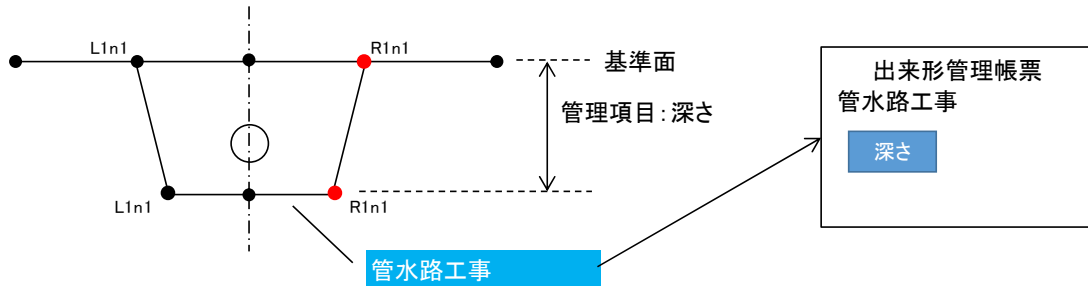 L1n1
R1n1
基準面
管理項目：深さ
L1n1
R1n1
管水路工事
出来形管理帳票
管水路工事
深さ